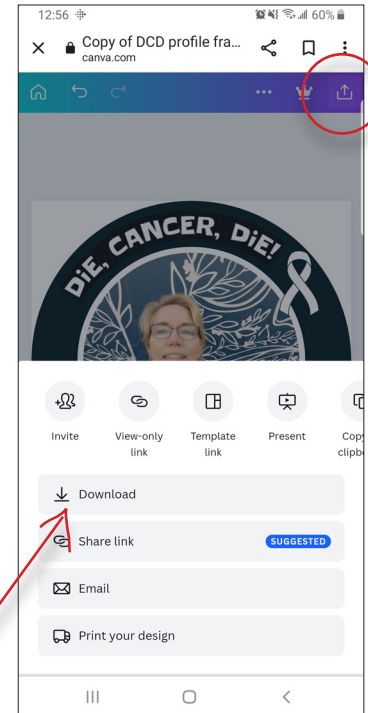 12:56
60%
Copy of DCD profile fra...
canva.com
DiE, CANCER, DiE!
Invite
View-only
link
Template
link
Present
Copy
clipb
Download
Share link
SUGGESTED
Email
Print your design